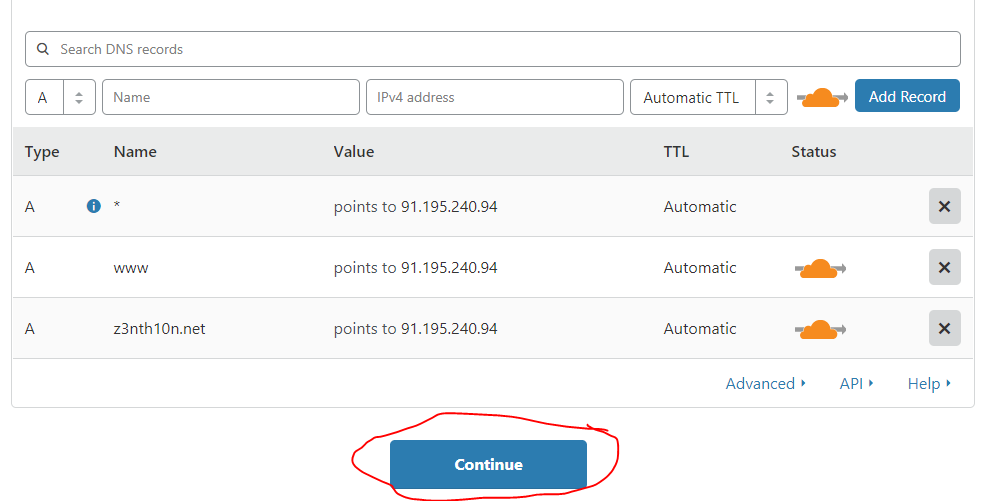 Search DNS records
A Name IPv4 address Automatic TTL Add Record
Type Name Value TTL Status
A * points to 91.195.240.94 Automatic
A www points to 91.195.240.94 Automatic
A z3nth10n.net points to 91.195.240.94 Automatic
Advanced API Help
Continue